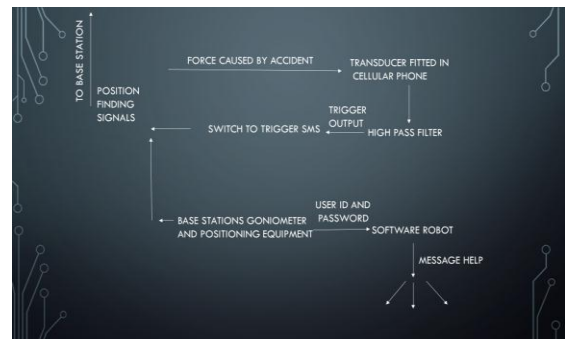 TO BASE STATION
FORCE CAUSED BY ACCIDENT
TRANSDUCER FITTED IN
CELLULAR PHONE
POSITION
FINDING
SIGNALS
SWITCH TO TRIGGER SMS
TRIGGER
OUTPUT
HIGH PASS FILTER
BASE STATIONS GONIOMETER
AND POSITIONING EQUIPMENT
USER ID AND
PASSWORD
SOFTWARE ROBOT
MESSAGE HELP